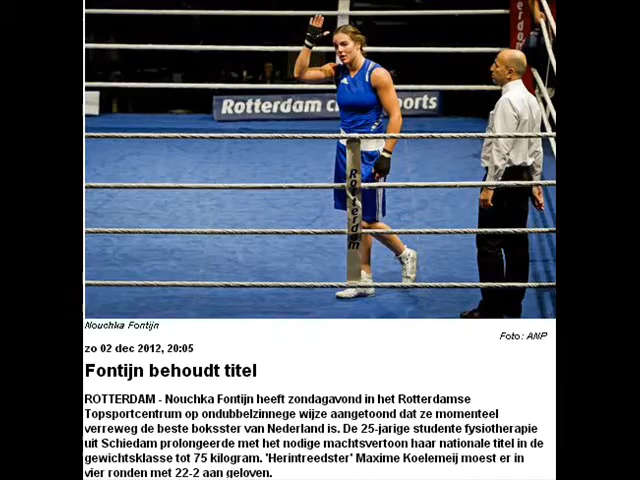 Rotterdam
Rotterdam
Nouchka Fontijn
Foto: ANP
zo 02 dec 2012, 20:05
Fontijn behoudt titel
ROTTERDAM - Nouchka Fontijn heeft zondagavond in het Rotterdamse
Topsportcentrum op ondubbelzinnege wijze aangetoond dat ze momenteel
verreweg de beste boksster van Nederland is. De 25-jarige studente fysiotherapie
uit Schiedam prolongeerde met het nodige machtsvertoon haar nationale titel in de
gewichtsklasse tot 75 kilogram. 'Herintreedster' Maxime Koelemeij moest er in
vier ronden met 22-2 aan geloven.